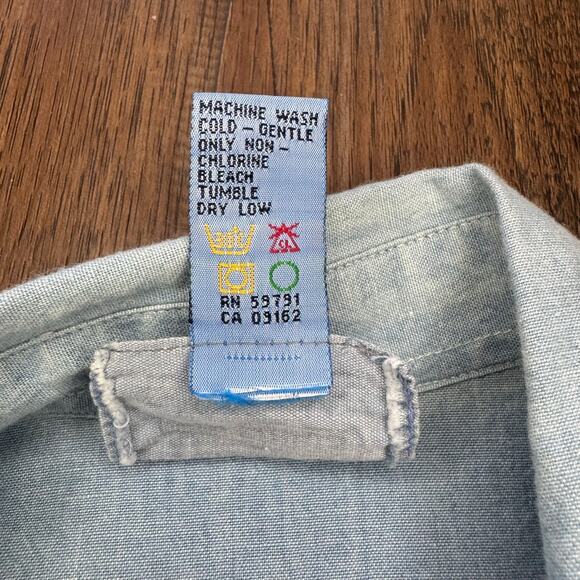 MACHINE WASH
COLD - GENTLE
ONLY NON -
CHLORINE
BLEACH
TUMBLE
DRY LOW
RN 59791
CA 09162